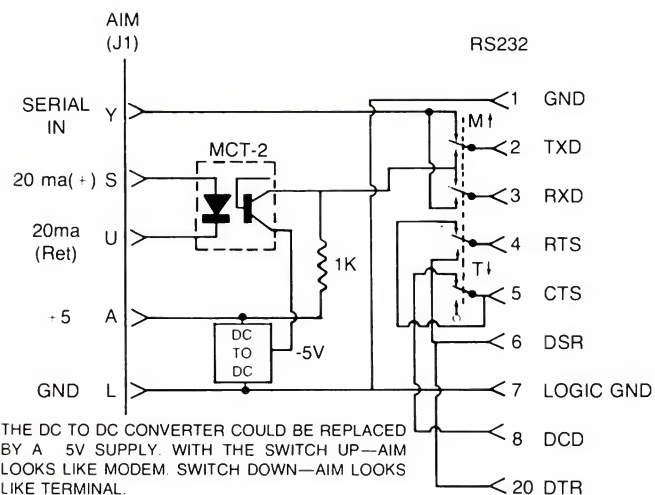 AIM
(J1)
RS232
SERIAL
IN
Y
1 GND
M↑
2 TXD
MCT-2
20 ma(+) S
3 RXD
20ma
(Ret)
U
4 RTS
1K
T↓
5 CTS
+5 A
DC
TO
DC
-5V
6 DSR
GND L
7 LOGIC GND
8 DCD
20 DTR
THE DC TO DC CONVERTER COULD BE REPLACED
BY A 5V SUPPLY. WITH THE SWITCH UP—AIM
LOOKS LIKE MODEM. SWITCH DOWN—AIM LOOKS
LIKE TERMINAL.